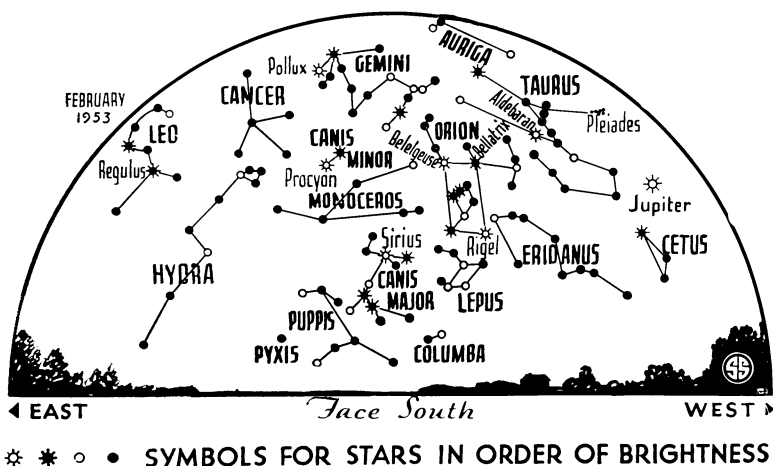 AURIGA
GEMINI
Pollux
TAURUS
CANCER
FEBRUARY
1953
Aldebaran
Pleiades
LEO
ORION
Bellatrix
CANIS
MINOR
Betelgeuse
Regulus
Procyon
MONOCEROS
Jupiter
Sirius
Rigel
ERIDANUS
CETUS
HYDRA
CANIS
MAJOR
LEPUS
PUPPIS
PYXIS
COLUMBA
SS
EAST
Face South
WEST
SYMBOLS FOR STARS IN ORDER OF BRIGHTNESS